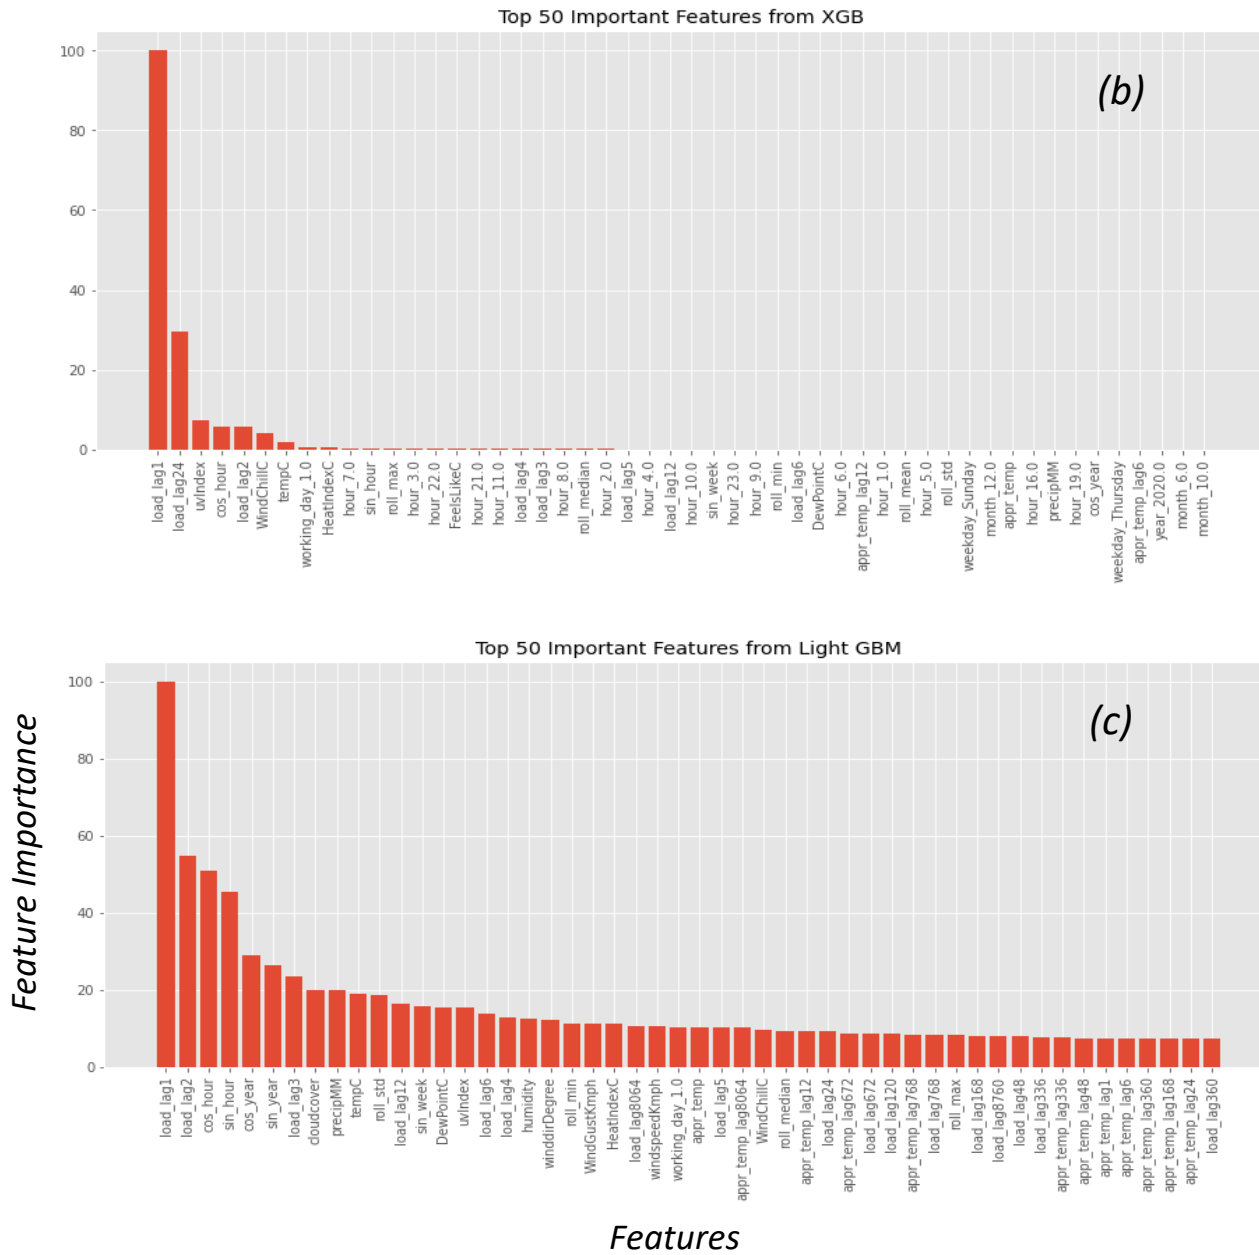 Top 50 Important Features from XGB
(b)
100
80
60
40
20
0
load_lag1
load_lag24
uvIndex
cos_hour
load_lag2
WindChillC
tempC
working_day_1.0
HeatIndexC
hour_7.0
sin_hour
roll_max
hour_3.0
hour_22.0
FeelsLikeC
hour_21.0
hour_11.0
load_lag4
load_lag3
hour_8.0
roll_median
hour_2.0
load_lag5
hour_4.0
load_lag12
hour_10.0
sin_week
hour_23.0
hour_9.0
roll_min
load_lag6
DewPointC
hour_6.0
appr_temp_lag12
hour_1.0
roll_mean
hour_5.0
roll_std
weekday_Sunday
month_12.0
appr_temp
hour_16.0
precipMM
hour_19.0
cos_year
weekday_Thursday
appr_temp_lag6
year_2020.0
month_6.0
month_10.0
Top 50 Important Features from Light GBM
(c)
Feature Importance
100
80
60
40
20
0
load_lag1
load_lag2
cos_hour
sin_hour
cos_year
sin_year
load_lag3
cloudcover
precipMM
tempC
roll_std
load_lag12
sin_week
DewPointC
uvIndex
load_lag6
load_lag4
humidity
winddirDegree
roll_min
WindGustKmph
HeatIndexC
load_lag8064
windspeedKmph
working_day_1.0
appr_temp
load_lag5
appr_temp_lag8064
WindChillC
roll_median
appr_temp_lag12
load_lag24
appr_temp_lag672
load_lag672
load_lag120
appr_temp_lag768
load_lag768
roll_max
load_lag168
load_lag8760
load_lag48
load_lag336
appr_temp_lag336
appr_temp_lag48
appr_temp_lag1
appr_temp_lag6
appr_temp_lag360
appr_temp_lag168
appr_temp_lag24
load_lag360
Features